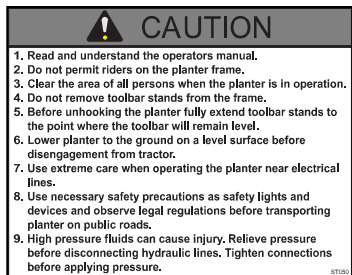 CAUTION
1. Read and understand the operators manual.
2. Do not permit riders on the planter frame.
3. Clear the area of all persons when the planter is in operation.
4. Do not remove toolbar stands from the frame.
5. Before unhooking the planter fully extend toolbar stands to
the point where the toolbar will remain level.
6. Lower planter to the ground on a level surface before
disengagement from tractor.
7. Use extreme care when operating the planter near electrical
lines.
8. Use necessary safety precautions as safety lights and
devices and observe legal regulations before transporting
planter on public roads.
9. High pressure fluids can cause injury. Relieve pressure
before disconnecting hydraulic lines. Tighten connections
before applying pressure.
ST050